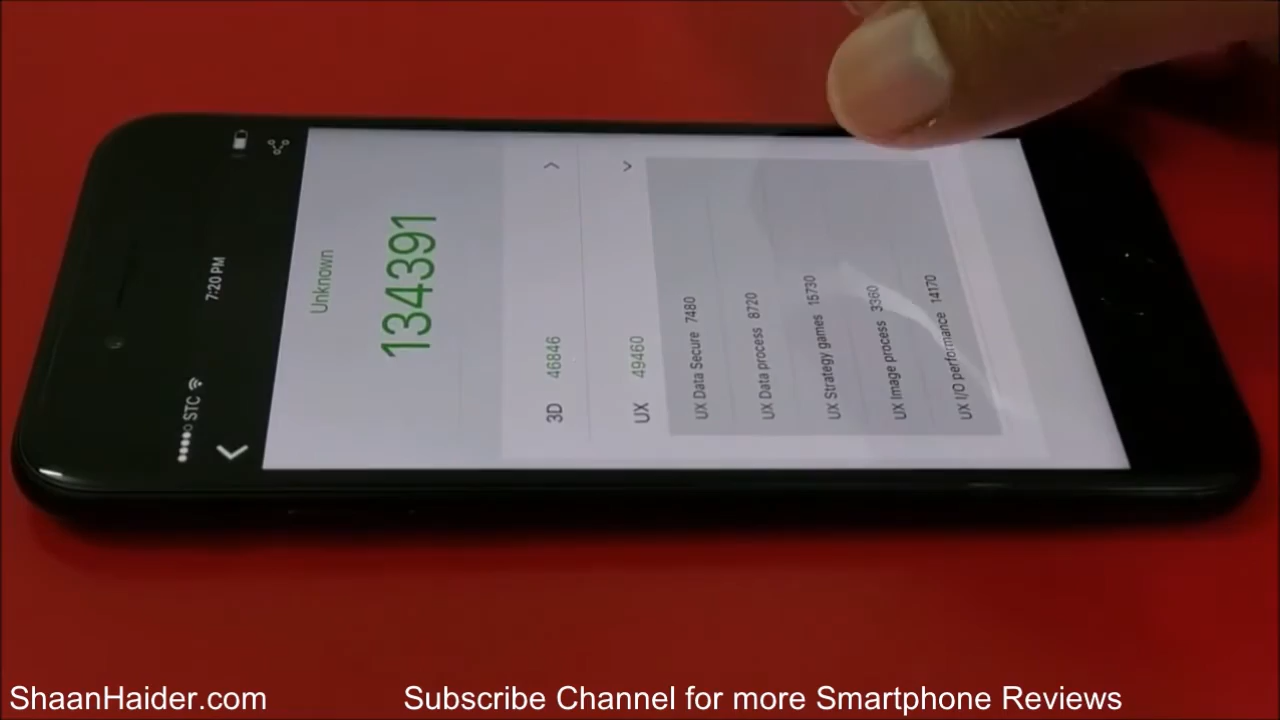 STC
7:20 PM
Unknown
134391
3D 46846
UX 49460
UX Data Secure 7480
UX Data process 8720
UX Strategy games 15730
UX Image process 3360
UX I/O performance 14170
ShaanHaider.com
Subscribe Channel for more Smartphone Reviews